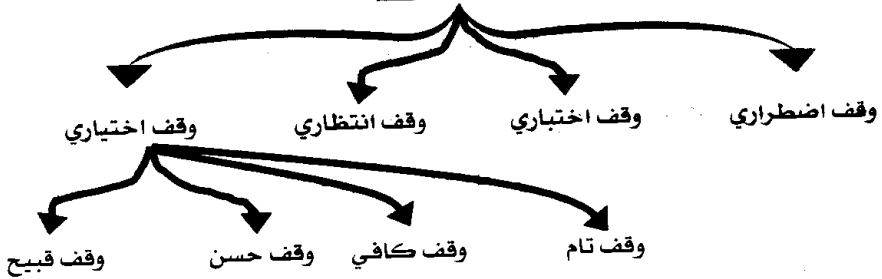 وقف اضطراري وقف اختباري وقف انتظاري وقف اختياري
وقف تام وقف كافي وقف حسن وقف قبيح